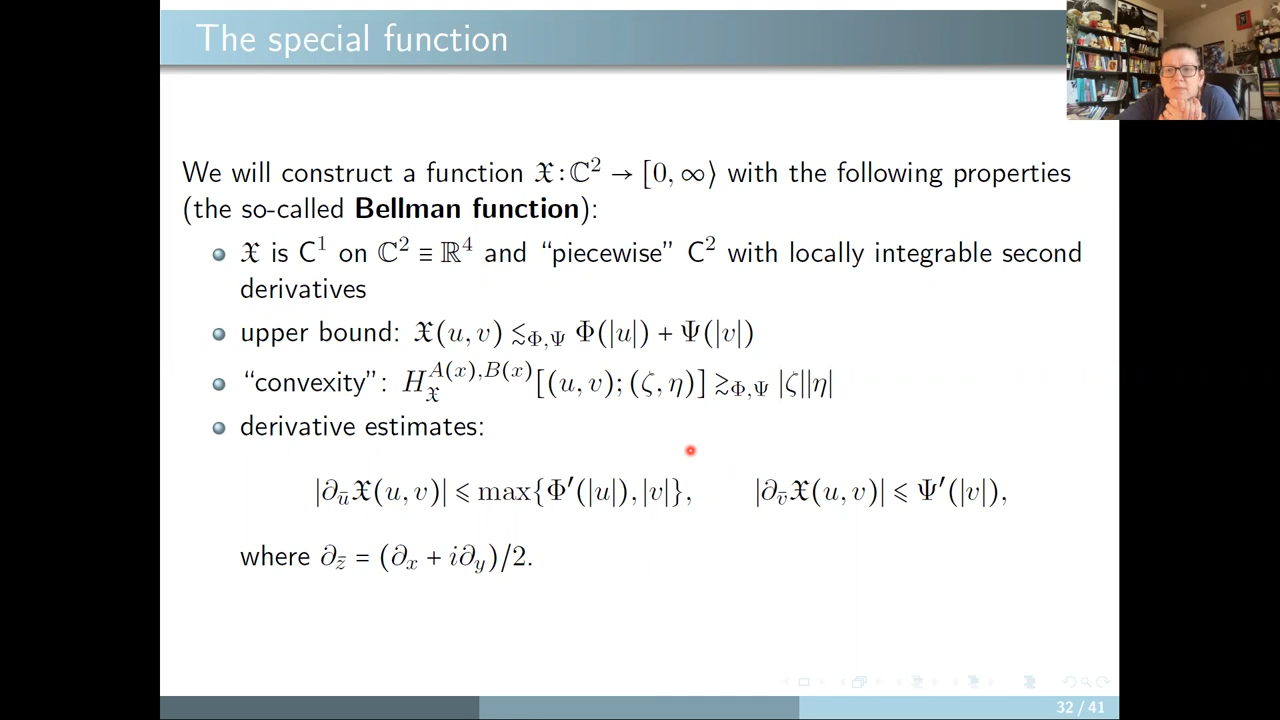 The special function
We will construct a function 𝔛 : ℂ² → [0, ∞⟩ with the following properties
(the so-called Bellman function):
𝔛 is C¹ on ℂ² ≡ ℝ⁴ and “piecewise” C² with locally integrable second
derivatives
upper bound: 𝔛(u, v) ≲_{Φ,Ψ} Φ(|u|) + Ψ(|v|)
“convexity”: H_𝔛^{A(x),B(x)}[(u, v); (ζ, η)] ≳_{Φ,Ψ} |ζ||η|
derivative estimates:
|∂_ū 𝔛(u, v)| ⩽ max{Φ′(|u|), |v|}, |∂_v̄ 𝔛(u, v)| ⩽ Ψ′(|v|),
where ∂_z̄ = (∂_x + i∂_y)/2.
32 / 41